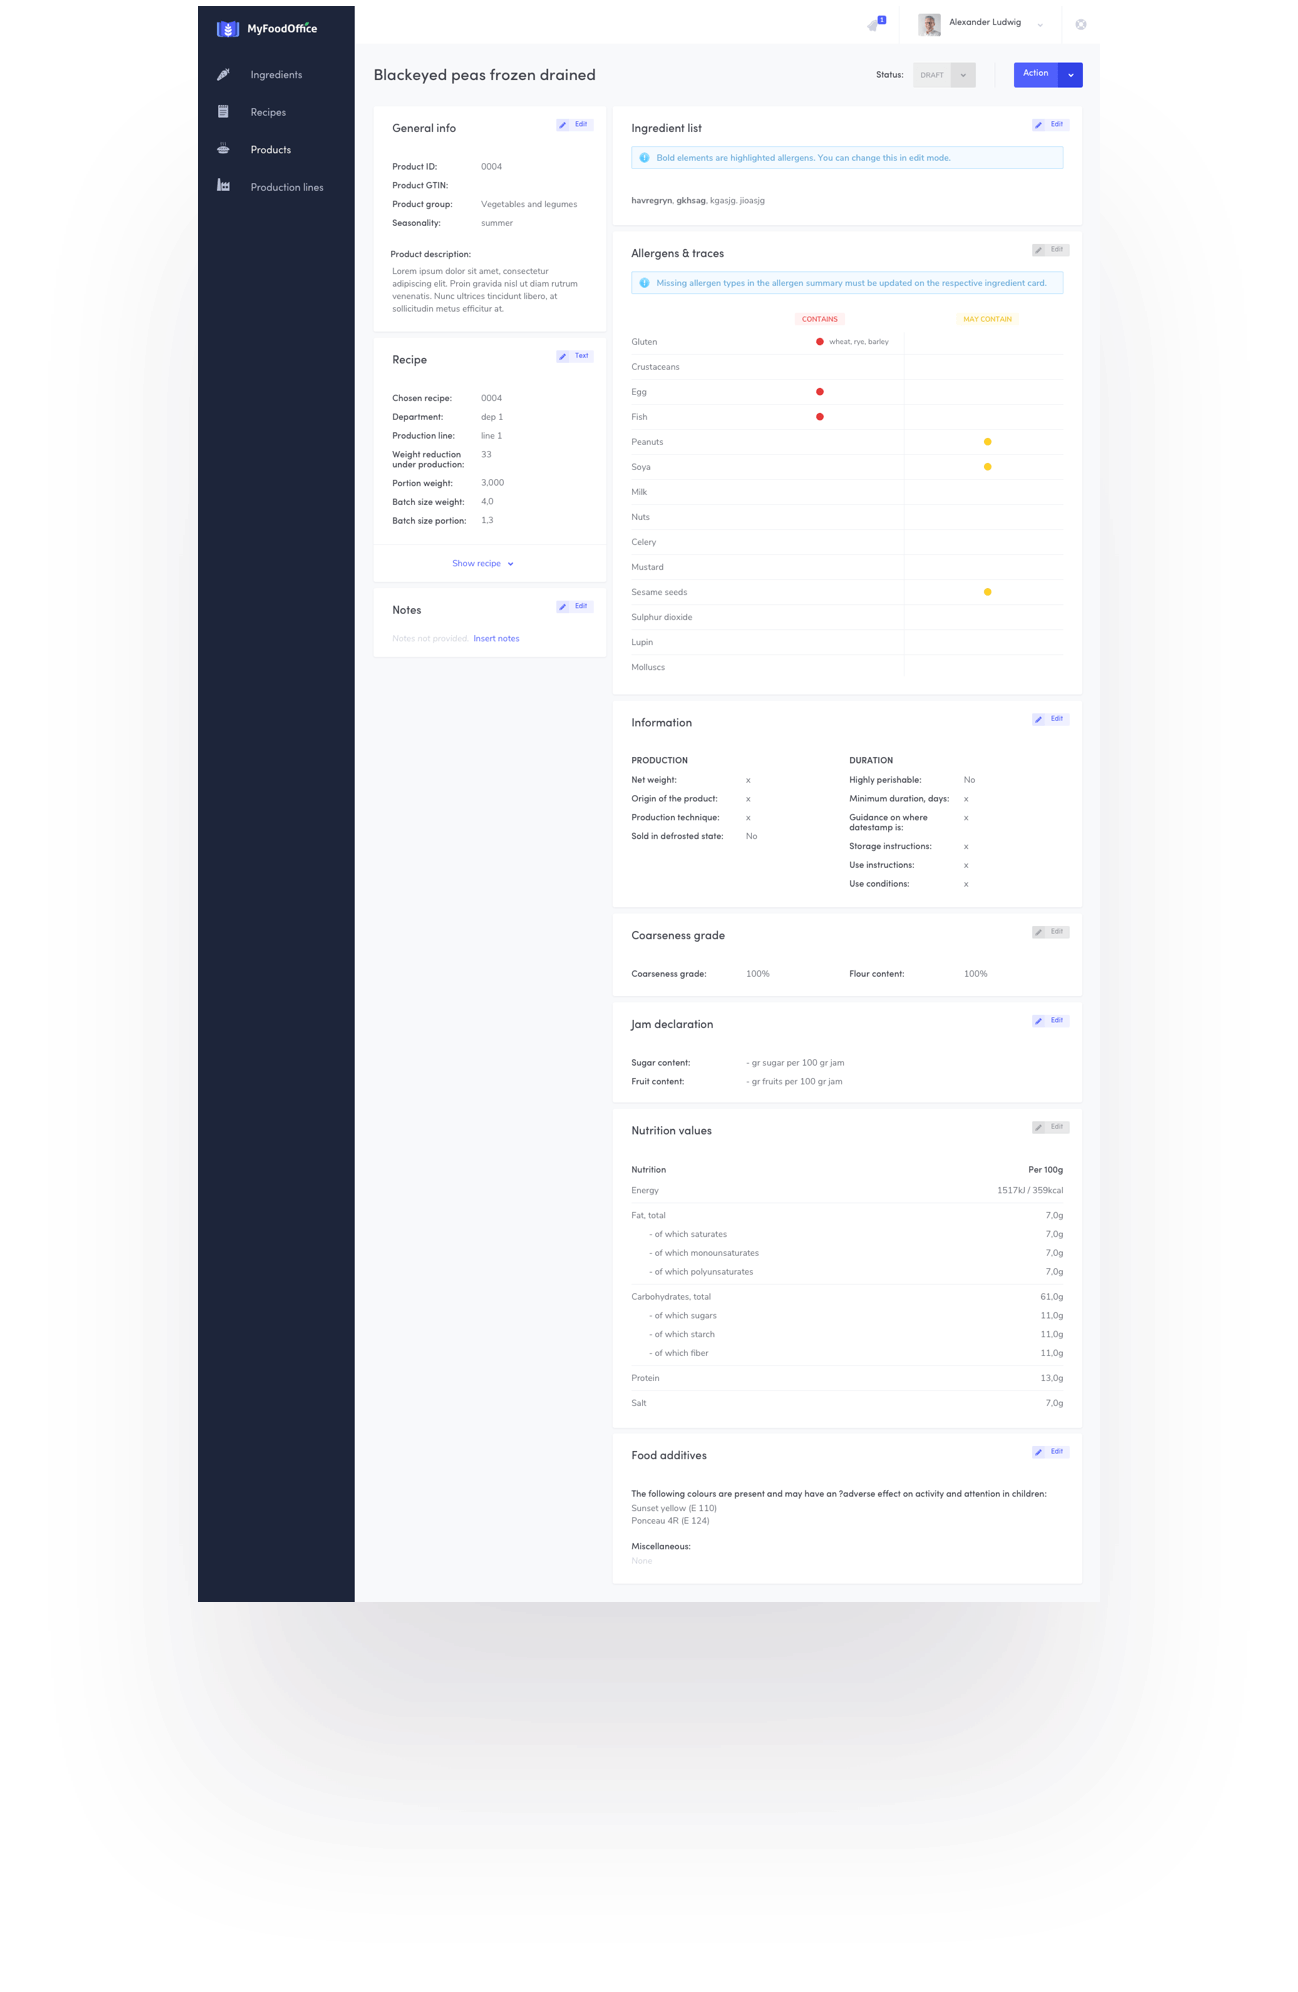 MyFoodOffice
Ingredients
Recipes
Products
Production lines
1
Alexander Ludwig
Blackeyed peas frozen drained
Status:
DRAFT
Action
General info
Edit
Product ID: 0004
Product GTIN:
Product group: Vegetables and legumes
Seasonality: summer
Product description:
Lorem ipsum dolor sit amet, consectetur
adipiscing elit. Proin gravida nisl ut diam rutrum
venenatis. Nunc ultrices tincidunt libero, at
sollicitudin metus efficitur at.
Recipe
Text
Chosen recipe: 0004
Department: dep 1
Production line: line 1
Weight reduction 33
under production:
Portion weight: 3,000
Batch size weight: 4,0
Batch size portion: 1,3
Show recipe
Notes
Edit
Notes not provided. Insert notes
Ingredient list
Edit
Bold elements are highlighted allergens. You can change this in edit mode.
havregryn, gkhsag, kgasjg. jioasjg
Allergens & traces
Edit
Missing allergen types in the allergen summary must be updated on the respective ingredient card.
CONTAINS MAY CONTAIN
Gluten wheat, rye, barley
Crustaceans
Egg
Fish
Peanuts
Soya
Milk
Nuts
Celery
Mustard
Sesame seeds
Sulphur dioxide
Lupin
Molluscs
Information
Edit
PRODUCTION
Net weight: x
Origin of the product: x
Production technique: x
Sold in defrosted state: No
DURATION
Highly perishable: No
Minimum duration, days: x
Guidance on where x
datestamp is:
Storage instructions: x
Use instructions: x
Use conditions: x
Coarseness grade
Edit
Coarseness grade: 100%
Flour content: 100%
Jam declaration
Edit
Sugar content: - gr sugar per 100 gr jam
Fruit content: - gr fruits per 100 gr jam
Nutrition values
Edit
Nutrition Per 100g
Energy 1517kJ / 359kcal
Fat, total 7,0g
- of which saturates 7,0g
- of which monounsaturates 7,0g
- of which polyunsaturates 7,0g
Carbohydrates, total 61,0g
- of which sugars 11,0g
- of which starch 11,0g
- of which fiber 11,0g
Protein 13,0g
Salt 7,0g
Food additives
Edit
The following colours are present and may have an ?adverse effect on activity and attention in children:
Sunset yellow (E 110)
Ponceau 4R (E 124)
Miscellaneous:
None